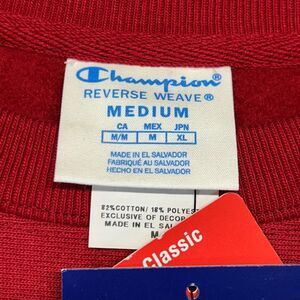 Champion
REVERSE WEAVE®
MEDIUM
CA MEX JPN
M/M M XL
MADE IN EL SALVADOR
FABRIQUÉ AU SALVADOR
HECHO EN EL SALVADOR
82%COTTON/ 18% POLYES
EXCLUSIVE OF DECOR
MADE IN EL SAL
M
Classic